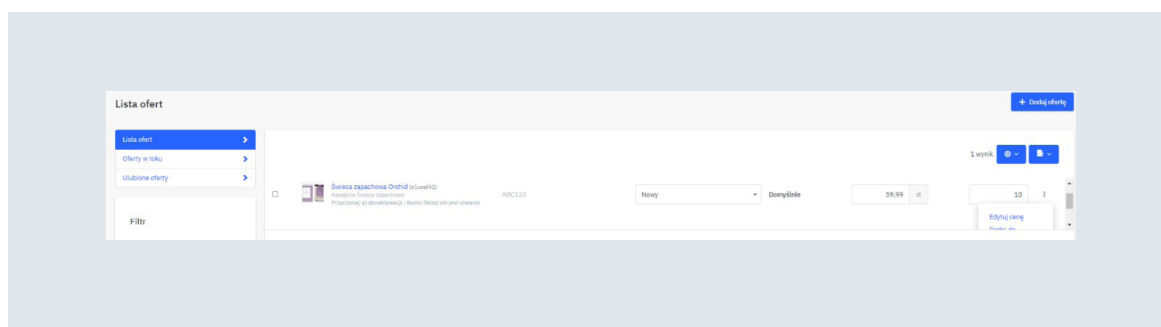 Lista ofert
+ Dodaj ofertę
Lista ofert
Oferty w toku
Ulubione oferty
1 wynik
Świeca zapachowa Orchid
Kategoria Świece zapachowe
ABC123
Nowy
Domyślnie
59.99 zł
10
Filtr
Edytuj cenę